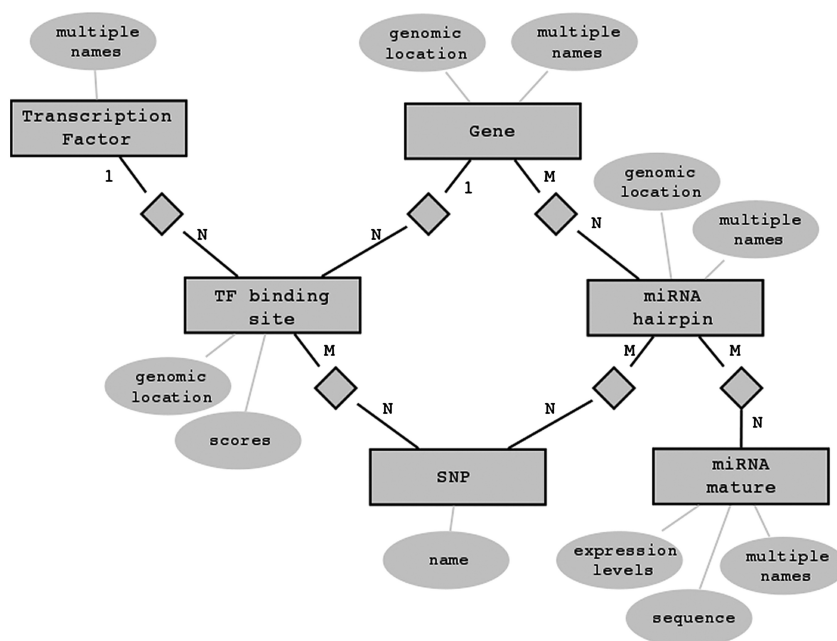 multiple
names
genomic
location
multiple
names
Transcription
Factor
Gene
genomic
location
multiple
names
1
1
M
N
N
N
TF binding
site
miRNA
hairpin
M
M
M
genomic
location
scores
N
N
N
SNP
miRNA
mature
name
expression
levels
multiple
names
sequence